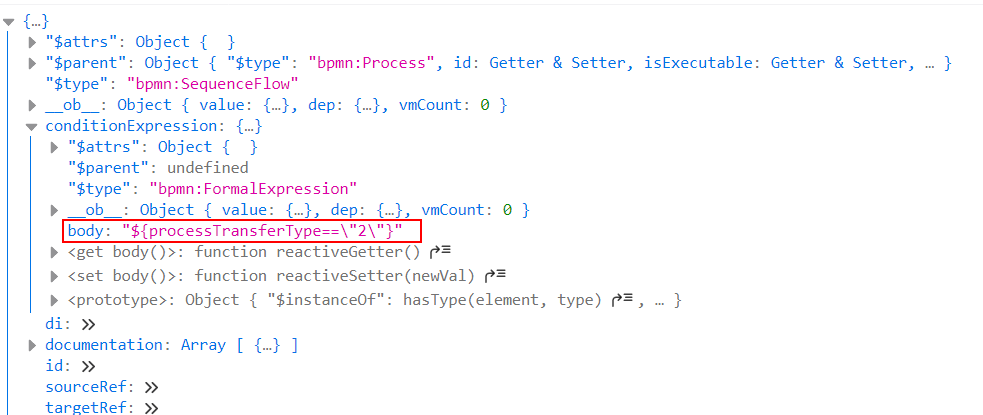 {…}
"$attrs": Object {  }
"$parent": Object { "$type": "bpmn:Process", id: Getter & Setter, isExecutable: Getter & Setter, … }
"$type": "bpmn:SequenceFlow"
__ob__: Object { value: {…}, dep: {…}, vmCount: 0 }
conditionExpression: {…}
"$attrs": Object {  }
"$parent": undefined
"$type": "bpmn:FormalExpression"
__ob__: Object { value: {…}, dep: {…}, vmCount: 0 }
body: "${processTransferType==\"2\"}"
<get body()>: function reactiveGetter()
<set body()>: function reactiveSetter(newVal)
<prototype>: Object { "$instanceOf": hasType(element, type) , … }
di: >>
documentation: Array [ {…} ]
id: >>
sourceRef: >>
targetRef: >>